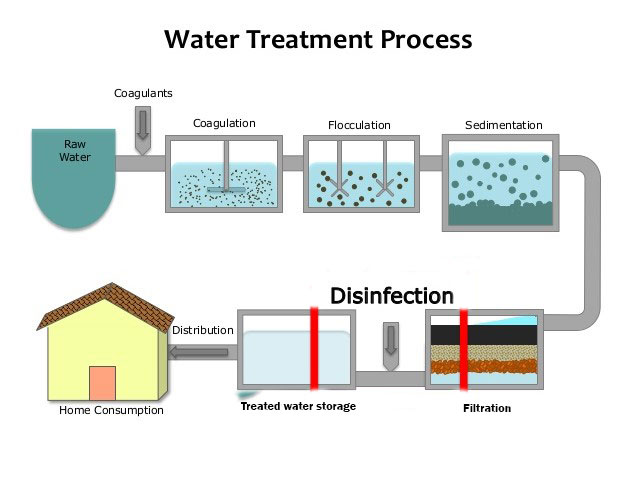 Water Treatment Process
Coagulants
Coagulation
Flocculation
Sedimentation
Raw
Water
Disinfection
Distribution
Home Consumption
Treated water storage
Filtration